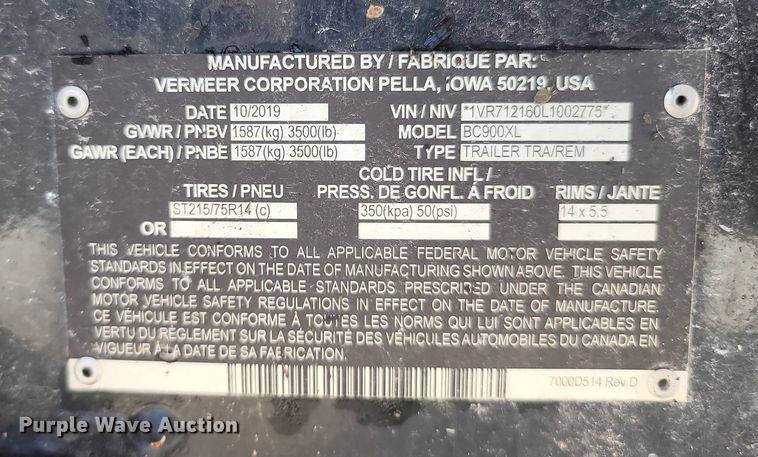 MANUFACTURED BY / FABRIQUE PAR:
VERMEER CORPORATION PELLA, IOWA 50219, USA
DATE 10/2019 VIN / NIV *1VR712160L1002775*
GVWR / PNBV 1587(kg) 3500(lb) MODEL BC900XL
GAWR (EACH) / PNBE 1587(kg) 3500(lb) TYPE TRAILER TRA/REM
COLD TIRE INFL /
TIRES / PNEU PRESS. DE GONFL. Á FROID RIMS / JANTE
ST215/75R14 (c) 350(kpa) 50(psi) 14 x 5.5
OR
THIS VEHICLE CONFORMS TO ALL APPLICABLE FEDERAL MOTOR VEHICLE SAFETY
STANDARDS IN EFFECT ON THE DATE OF MANUFACTURING SHOWN ABOVE. THIS VEHICLE
CONFORMS TO ALL APPLICABLE STANDARDS PRESCRIBED UNDER THE CANADIAN
MOTOR VEHICLE SAFETY REGULATIONS IN EFFECT ON THE DATE OF MANUFACTURE.
CE VÉHICULE EST CONFORME À TOUTES LES NORMS QUI LUI SONT APPLICABLES EN
VERTU DU RÈGLEMENT SUR LA SÉCURITÉ DES VÉHICULES AUTOMOBILES DU CANADA EN
VIGUEUR À LA DATE DE SA FABRICATION.
7000D514 Rev D
Purple Wave Auction